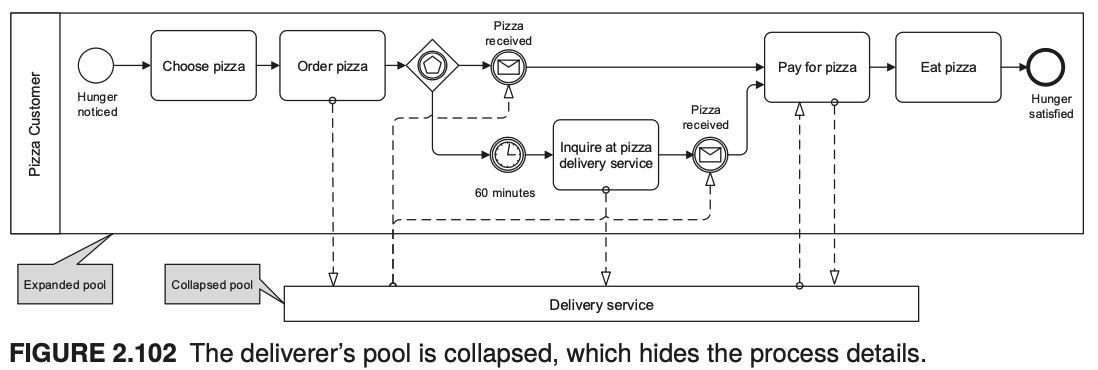 Pizza Customer
Hunger
noticed
Choose pizza
Order pizza
Pizza
received
60 minutes
Inquire at pizza
delivery service
Pizza
received
Pay for pizza
Eat pizza
Hunger
satisfied
Expanded pool
Collapsed pool
Delivery service
FIGURE 2.102 The deliverer's pool is collapsed, which hides the process details.